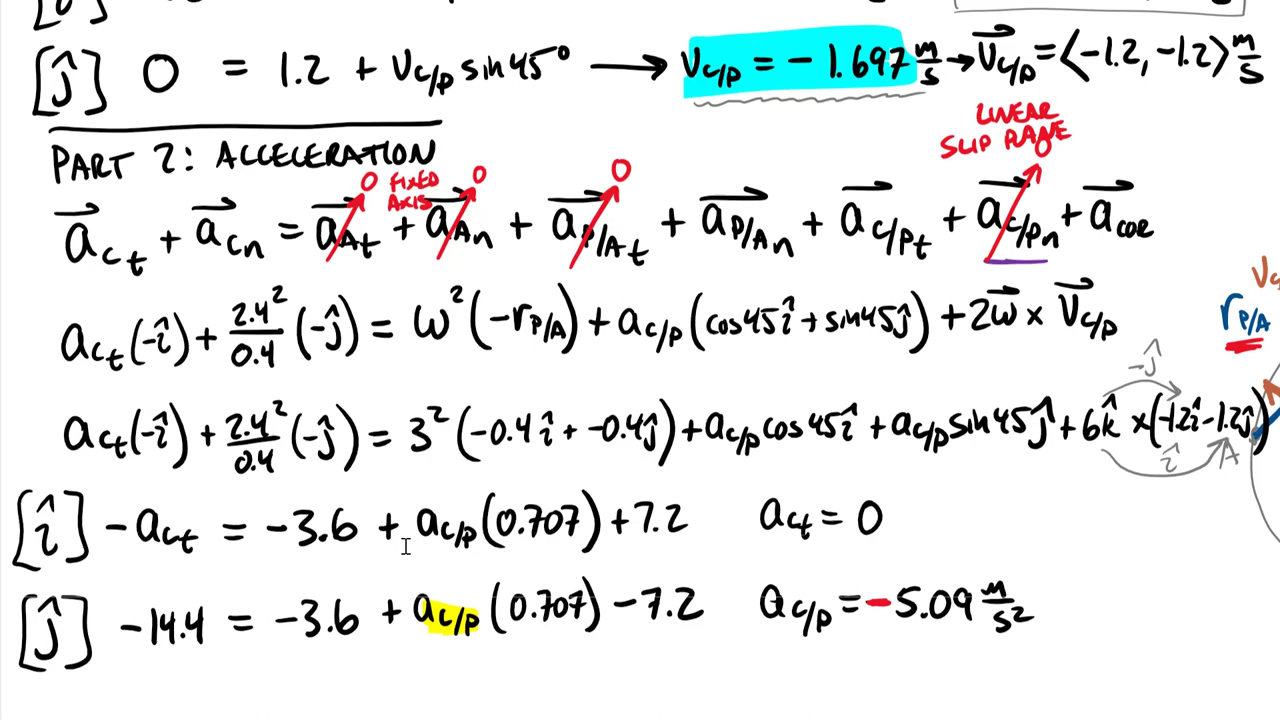 [ĵ] 0 = 1.2 + V_C/P sin45° → V_C/P = -1.697 m/s → V⃗_C/P = ⟨-1.2, -1.2⟩ m/s
LINEAR
SLIP PLANE
PART 2: ACCELERATION
0 FIXED AXIS 0 0 0
a⃗_Ct + a⃗_Cn = a⃗_At + a⃗_An + a⃗_P/At + a⃗_P/An + a⃗_C/Pt + a⃗_C/Pn + a⃗_cor
a_Ct(-î) + 2.4²/0.4 (-ĵ) = ω²(-r_P/A) + a_C/P(cos45î + sin45ĵ) + 2ω⃗ × V⃗_C/P
r_P/A
-ĵ
a_Ct(-î) + 2.4²/0.4 (-ĵ) = 3²(-0.4î + -0.4ĵ) + a_C/P cos45î + a_C/P sin45ĵ + 6k̂ × (-1.2î - 1.2ĵ)
î A
[î] -a_Ct = -3.6 + a_C/P(0.707) + 7.2 a_Ct = 0
[ĵ] -14.4 = -3.6 + a_C/P(0.707) - 7.2 a_C/P = -5.09 m/s²